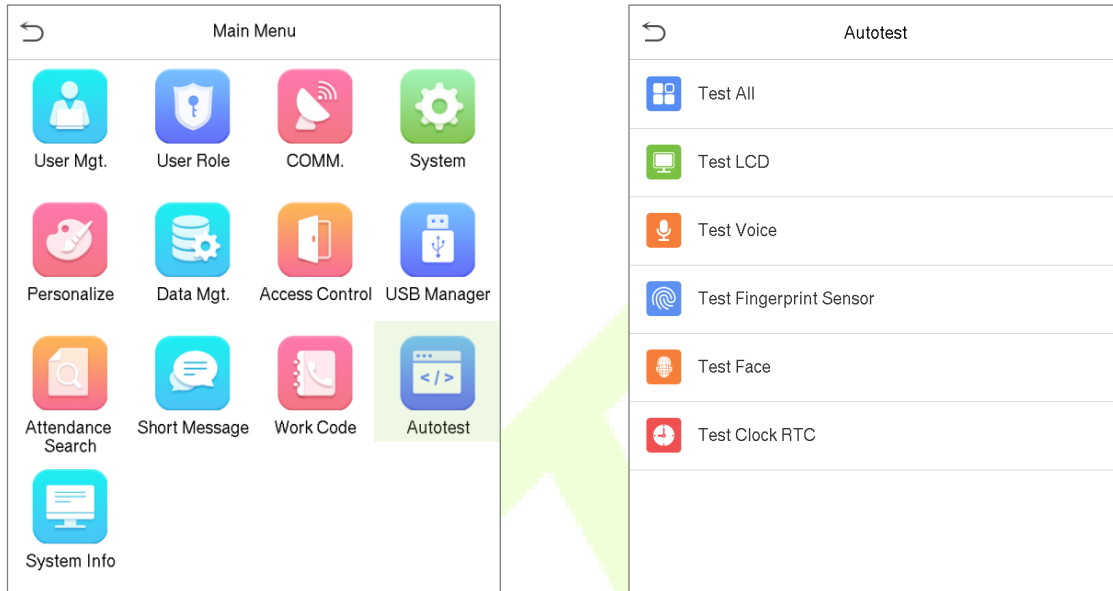 Main Menu
User Mgt.
User Role
COMM.
System
Personalize
Data Mgt.
Access Control
USB Manager
Attendance
Search
Short Message
Work Code
</>
Autotest
System Info
Autotest
Test All
Test LCD
Test Voice
Test Fingerprint Sensor
Test Face
Test Clock RTC